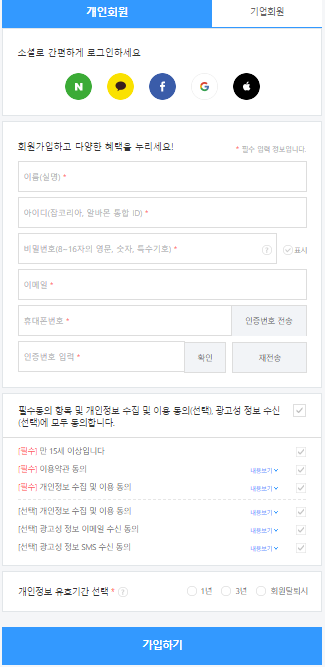 개인회원
기업회원
소셜로 간편하게 로그인하세요
N
f
G
회원가입하고 다양한 혜택을 누리세요!
* 필수 입력 정보입니다.
이름(실명) *
아이디(잡코리아, 알바몬 통합 ID) *
비밀번호(8~16자의 영문, 숫자, 특수기호) *
?
표시
이메일 *
휴대폰번호 *
인증번호 전송
인증번호 입력 *
확인
재전송
필수동의 항목 및 개인정보 수집 및 이용 동의(선택), 광고성 정보 수신
(선택)에 모두 동의합니다.
[필수] 만 15세 이상입니다
[필수] 이용약관 동의
내용보기
[필수] 개인정보 수집 및 이용 동의
내용보기
[선택] 개인정보 수집 및 이용 동의
내용보기
[선택] 광고성 정보 이메일 수신 동의
내용보기
[선택] 광고성 정보 SMS 수신 동의
내용보기
개인정보 유효기간 선택 * ?
1년
3년
회원탈퇴시
가입하기